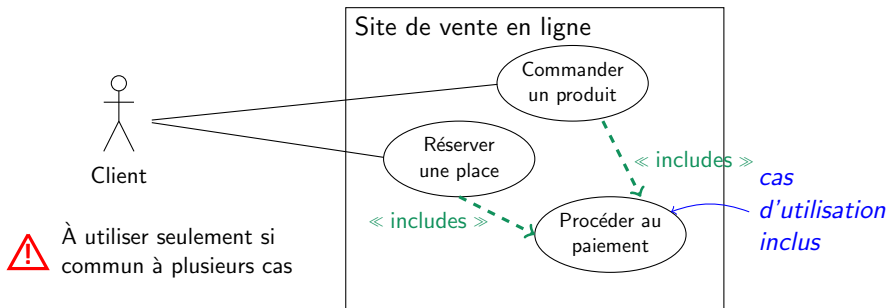 Site de vente en ligne
Commander
un produit
Réserver
une place
Client
« includes »
cas
d'utilisation
inclus
« includes »
Procéder au
paiement
À utiliser seulement si
commun à plusieurs cas